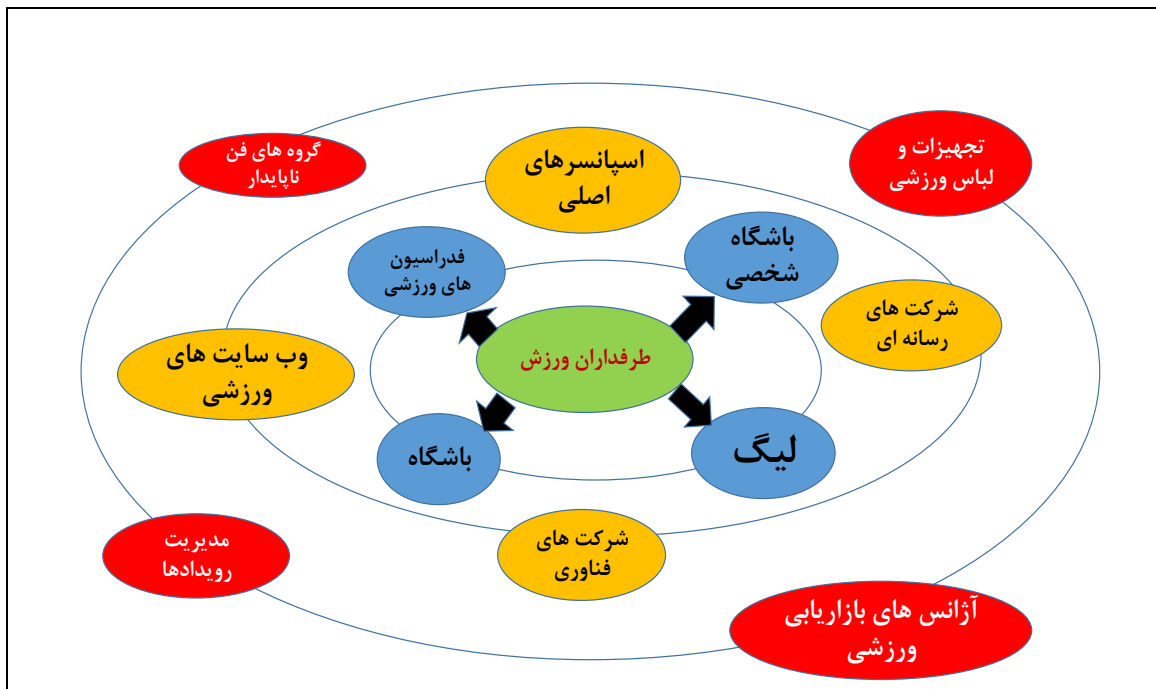 تجهیزات و
لباس ورزشی
گروه های فن
ناپایدار
اسپانسرهای
اصلی
باشگاه
شخصی
فدراسیون
های ورزشی
شرکت های
رسانه ای
طرفداران ورزش
وب سایت های
ورزشی
لیگ
باشگاه
شرکت های
فناوری
مدیریت
رویدادها
آژانس های بازاریابی
ورزشی